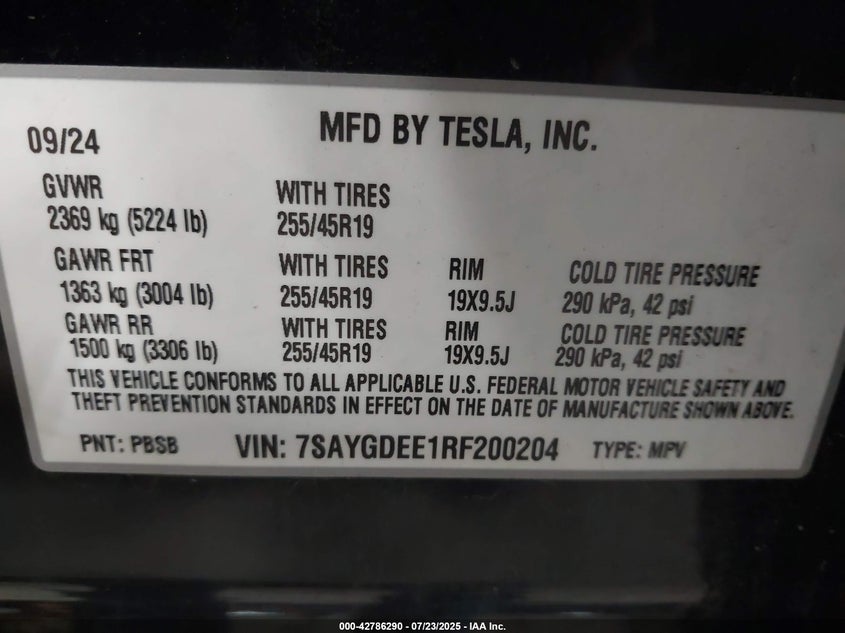 09/24 MFD BY TESLA, INC.
GVWR WITH TIRES
2369 kg (5224 lb) 255/45R19
GAWR FRT WITH TIRES RIM COLD TIRE PRESSURE
1363 kg (3004 lb) 255/45R19 19X9.5J 290 kPa, 42 psi
GAWR RR WITH TIRES RIM COLD TIRE PRESSURE
1500 kg (3306 lb) 255/45R19 19X9.5J 290 kPa, 42 psi
THIS VEHICLE CONFORMS TO ALL APPLICABLE U.S. FEDERAL MOTOR VEHICLE SAFETY AND
THEFT PREVENTION STANDARDS IN EFFECT ON THE DATE OF MANUFACTURE SHOWN ABOVE.
PNT: PBSB VIN: 7SAYGDEE1RF200204 TYPE: MPV
000-42786290 - 07/23/2025 - IAA Inc.